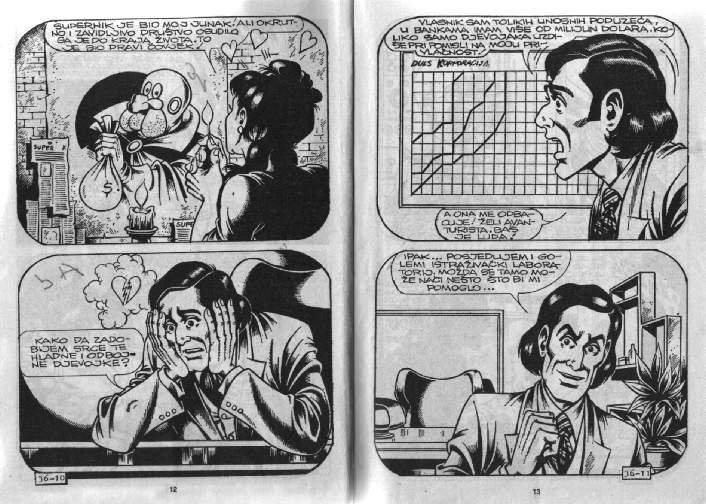 SUPERHIK JE BIO MOJ JUNAK! ALI OKRUT-
NO I ZAVIDLJIVO DRUŠTVO OSUDILO
GA JE DO KRAJA ŽIVOTA. TO
JE BIO PRAVI ČOVJEK!
SUPER
$
SUP
KAKO DA ZADO-
BIJEM SRCE TE
HLADNE I ODBOJ-
NE DJEVOJKE?
36-10
12
VLASNIK SAM TOLIKIH UNOSNIH PODUZEĆA,
U BANKAMA IMAM VIŠE OD MILIJUN DOLARA, KO-
LIKO SAMO DJEVOJAKA UZDI-
ŠE PRI POMISLI NA MOJU PRI-
VLAČNOST!
DULS KORPORACIJA
A ONA ME ODBA-
CUJE! ŽELI AVAN-
TURISTA. BAŠ
JE LUDA!
IPAK... POSJEDUJEM I GO-
LEMI ISTRAŽIVAČKI LABORA-
TORIJ. MOŽDA SE TAMO MO-
ŽE NAĆI NEŠTO ŠTO BI MI
POMOGLO...
36-11
13